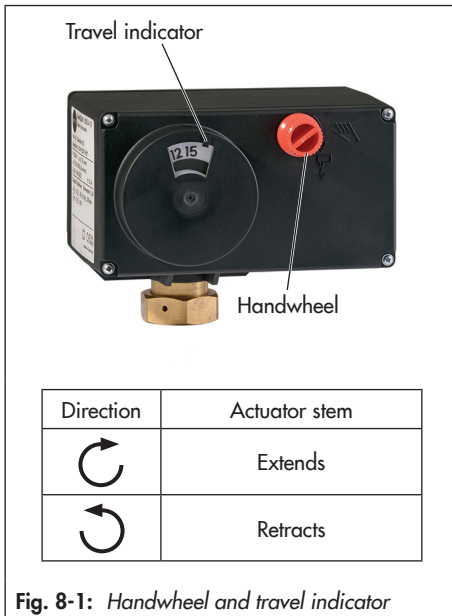 Travel indicator
12 15
Handwheel
Direction Actuator stem
Extends
Retracts
Fig. 8-1: Handwheel and travel indicator